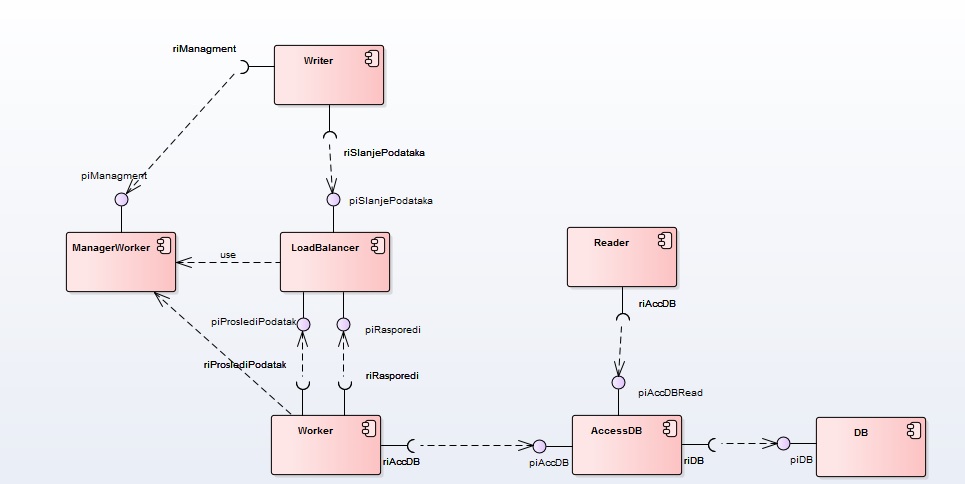 riManagment
Writer
riSlanjePodataka
piManagment
piSlanjePodataka
ManagerWorker
use
LoadBalancer
Reader
riAccDB
piProslediPodatak
piRasporedi
riProslediPodatak
riRasporedi
piAccDBRead
Worker
riAccDB
piAccDB
AccessDB
riDB
piDB
DB